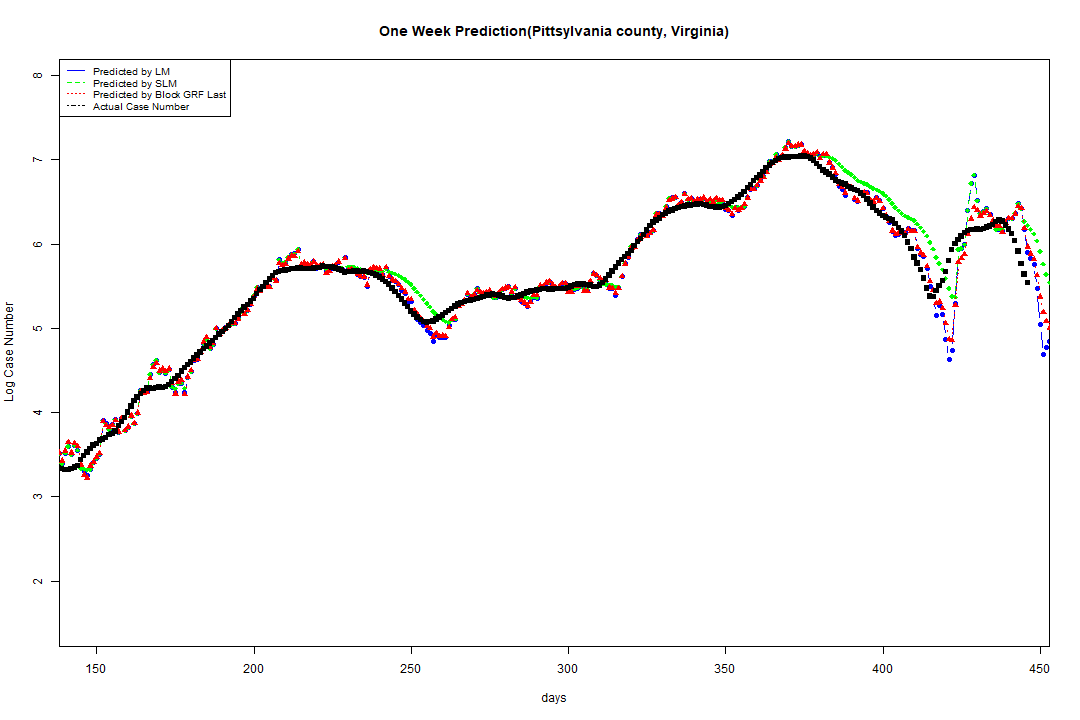 One Week Prediction(Pittsylvania county, Virginia)
Predicted by LM
Predicted by SLM
Predicted by Block GRF Last
Actual Case Number
8
7
6
5
4
3
2
Log Case Number
150 200 250 300 350 400 450
days